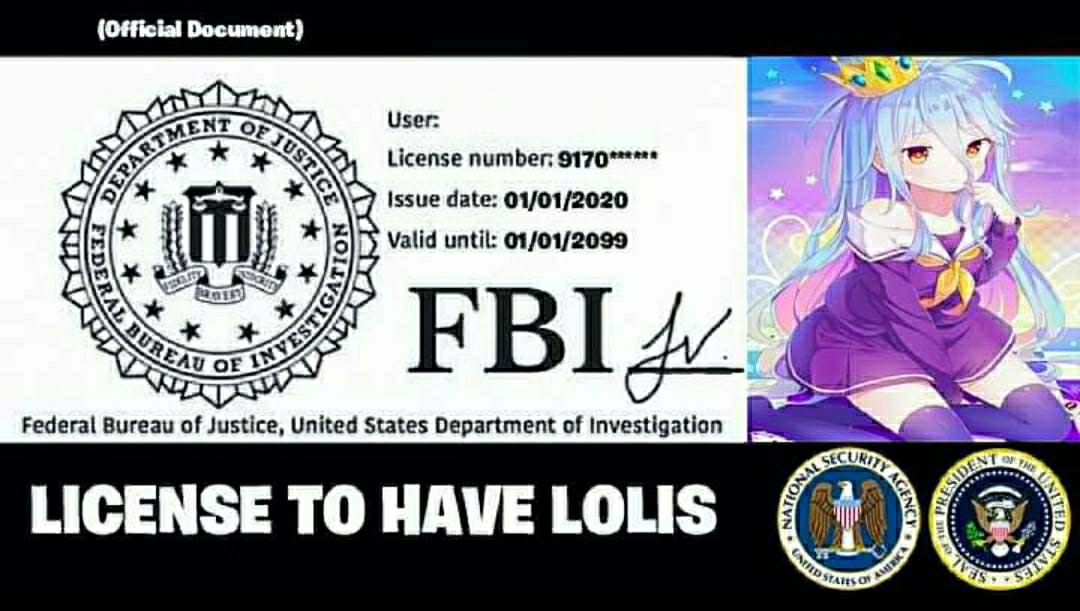 (Official Document)
DEPARTMENT OF JUSTICE
FEDERAL BUREAU OF INVESTIGATION
FIDELITY
BRAVERY
INTEGRITY
User:
License number: 9170******
Issue date: 01/01/2020
Valid until: 01/01/2099
FBI
Federal Bureau of Justice, United States Department of Investigation
LICENSE TO HAVE LOLIS
NATIONAL SECURITY AGENCY
UNITED STATES OF AMERICA
SEAL OF THE PRESIDENT OF THE UNITED STATES